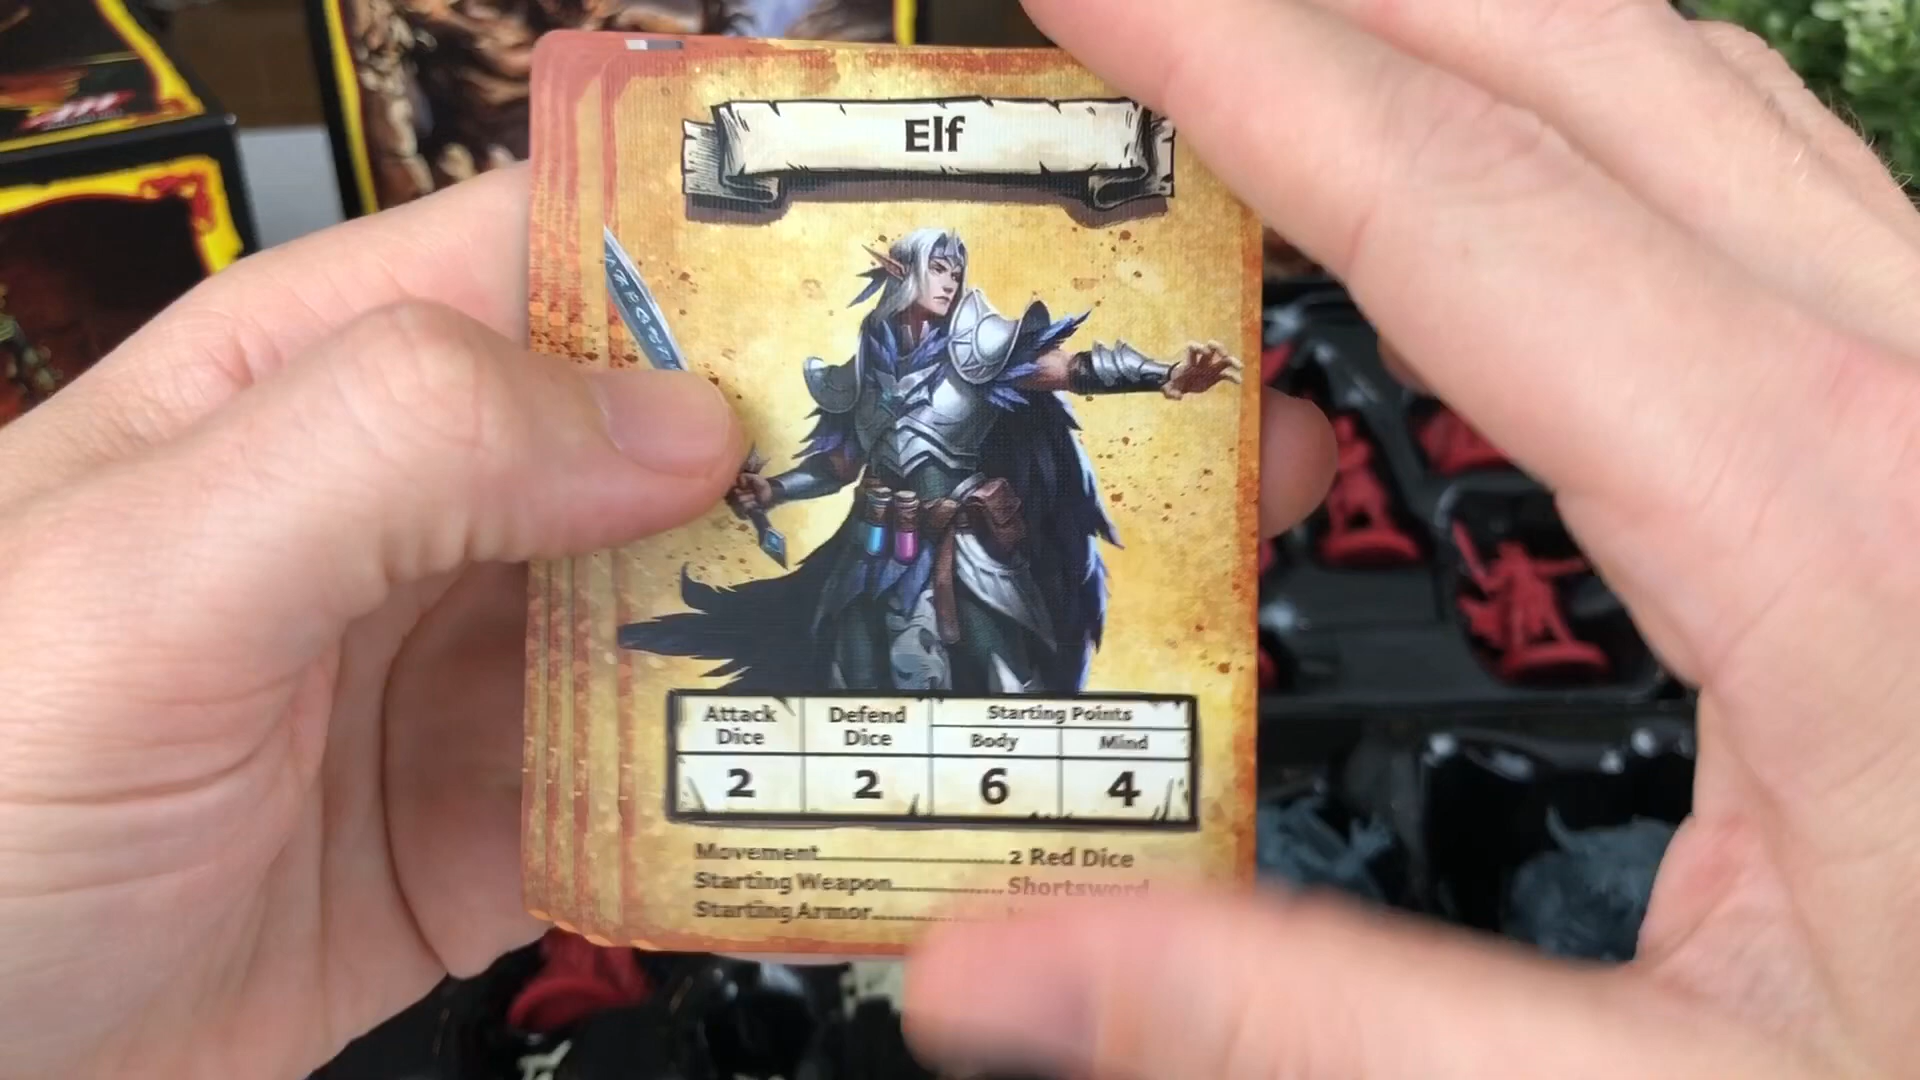 Elf
Attack Dice
Defend Dice
Starting Points
Body
Mind
2
2
6
4
Movement.......................... 2 Red Dice
Starting Weapon................ Shortsword
Starting Armor..................